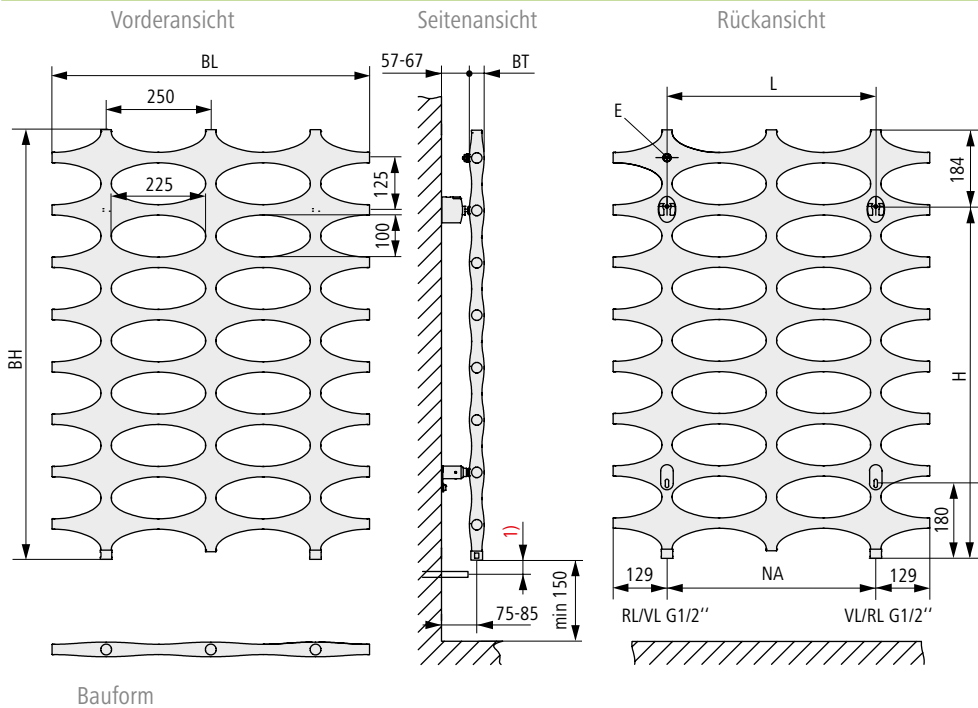 Vorderansicht
Seitenansicht
Rückansicht
BL
57-67
BT
L
250
E
225
125
100
184
BH
H
1)
180
75-85
min 150
129
NA
129
RL/VL G1/2‘‘
VL/RL G1/2‘‘
Bauform